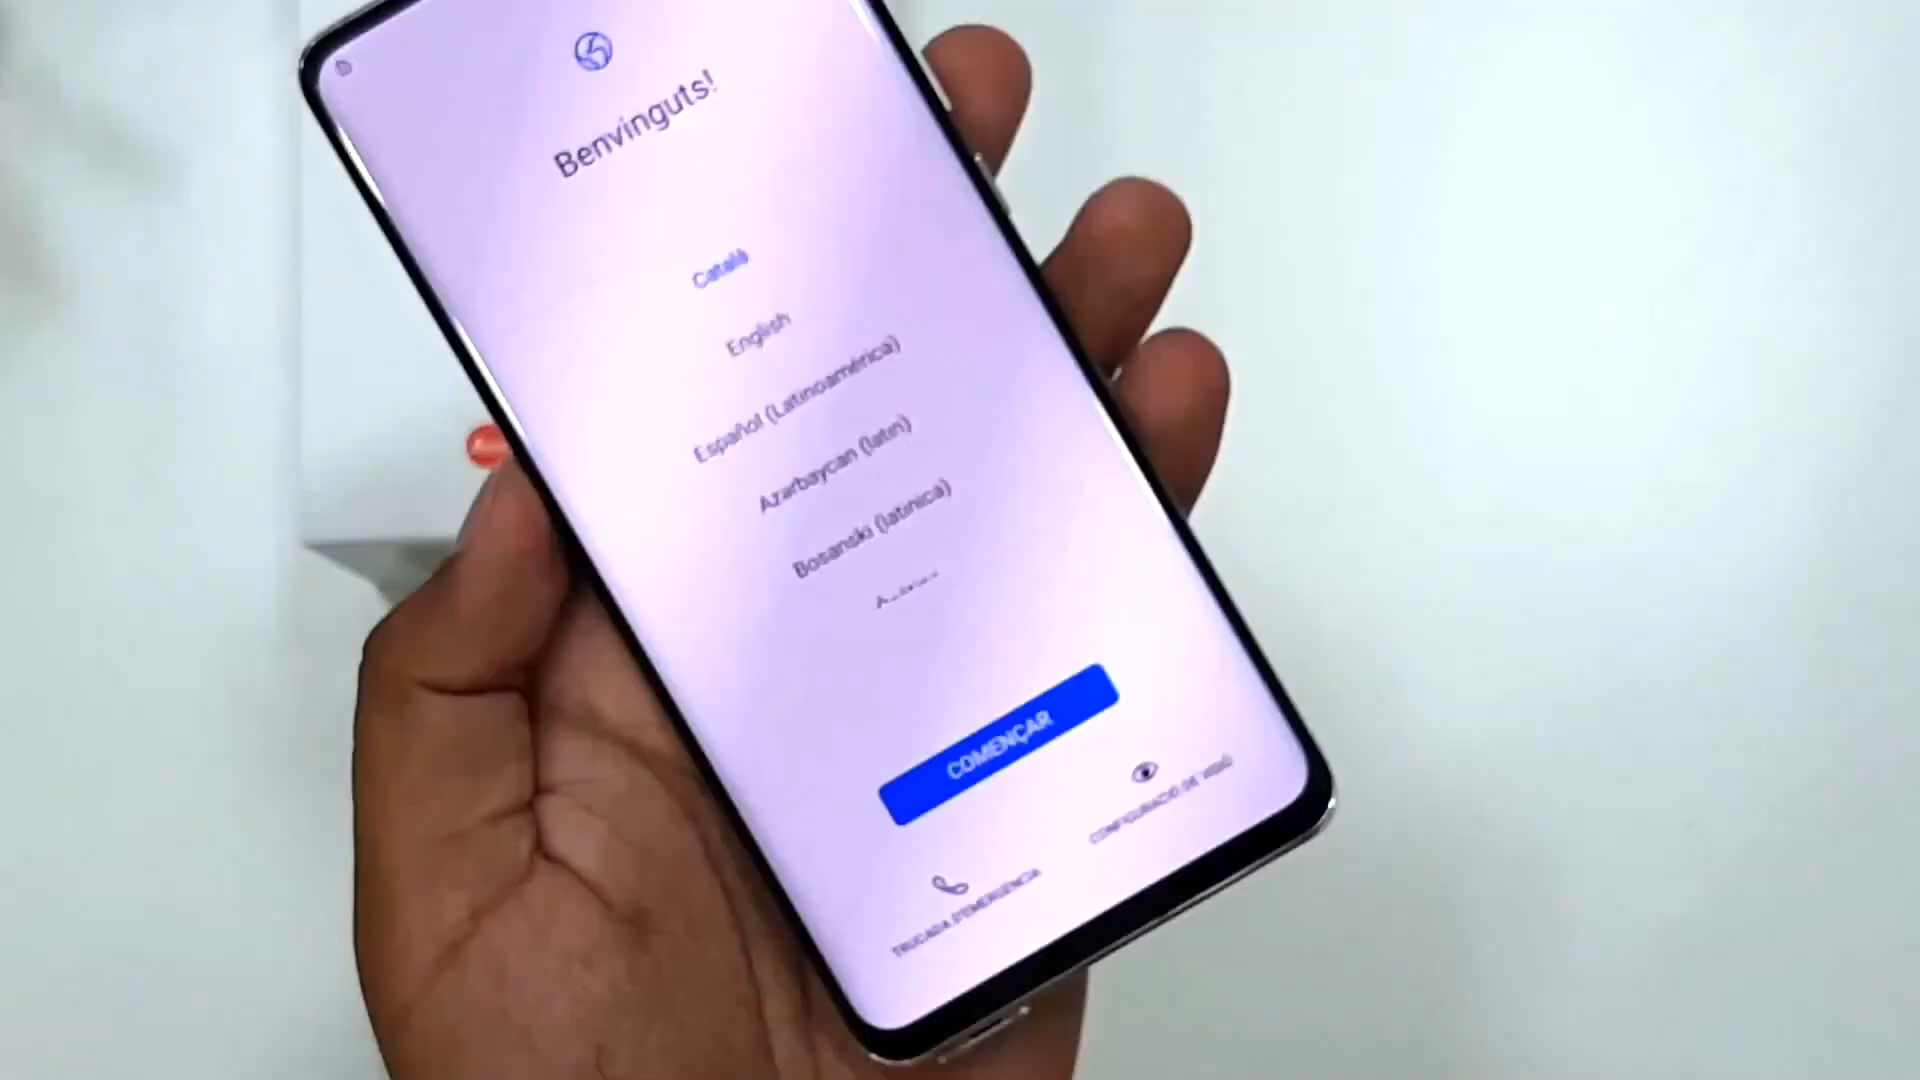 Benvinguts!
Català
English
Español (Latinoamérica)
Azərbaycan (latın)
Bosanski (latinica)
COMENÇAR
CONFIGURACIÓ DE VISIÓ
TRUCADA D'EMERGÈNCIA